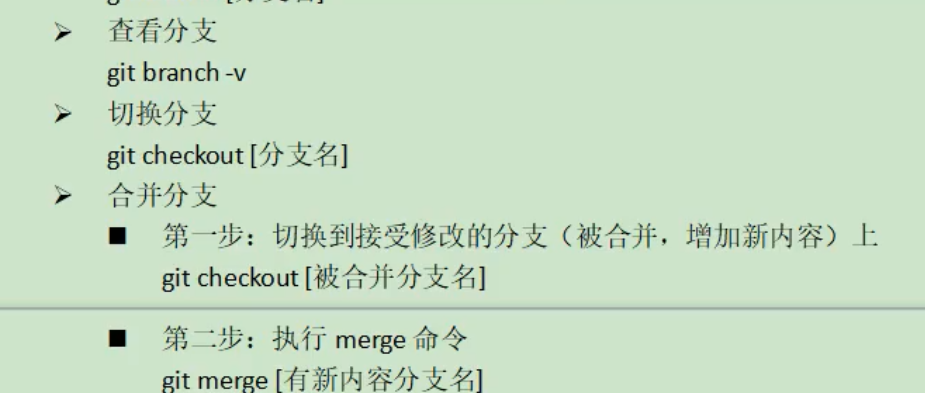 查看分支
git branch -v
切换分支
git checkout [分支名]
合并分支
第一步：切换到接受修改的分支（被合并，增加新内容）上
git checkout [被合并分支名]
第二步：执行 merge 命令
git merge [有新内容分支名]